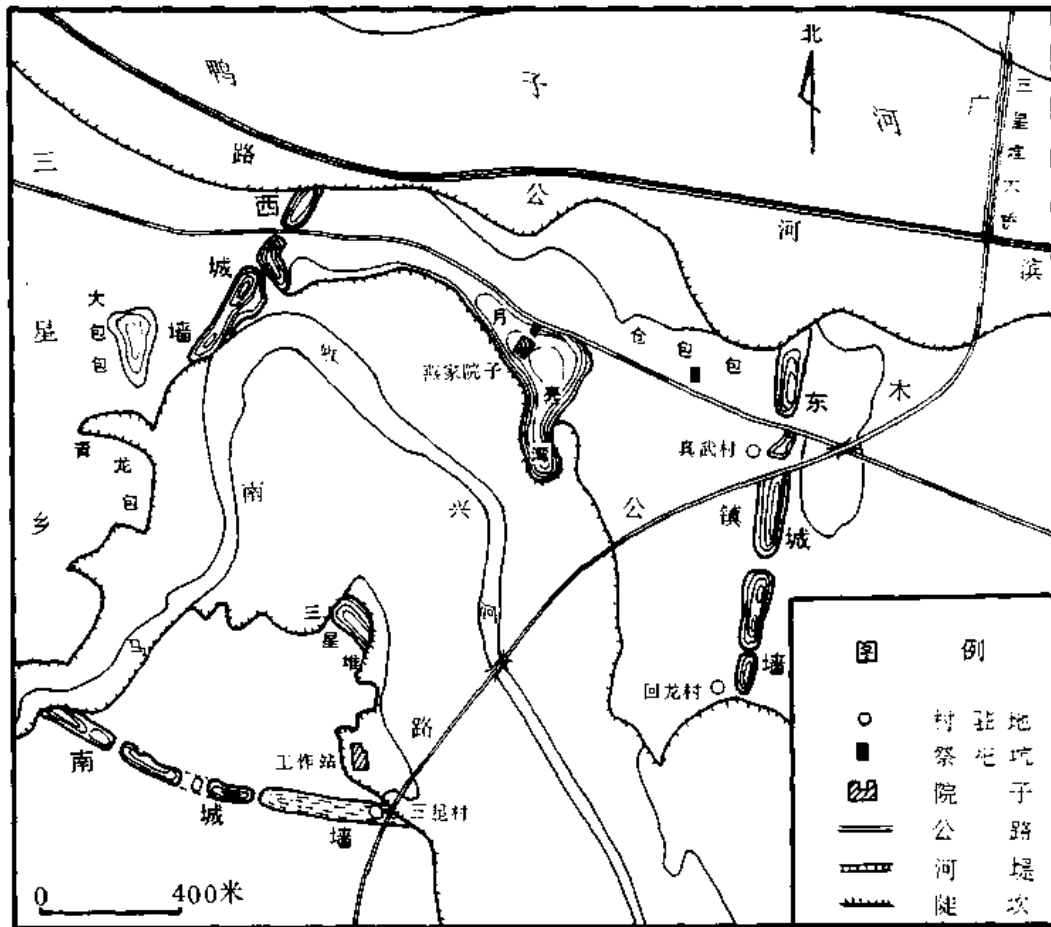 北
鸭子河
广
三星堆大桥
三星乡
路
公
河
滨
西城墙
大包包
月亮湾
燕家院子
仓包包
东城墙
木
真武村
青龙包
南兴镇
公
马牧河
三星堆
回龙村
工作站
路
三星村
南城墙
0 400米
图例
村驻地
祭祀坑
院子
公路
河堤
陡坎